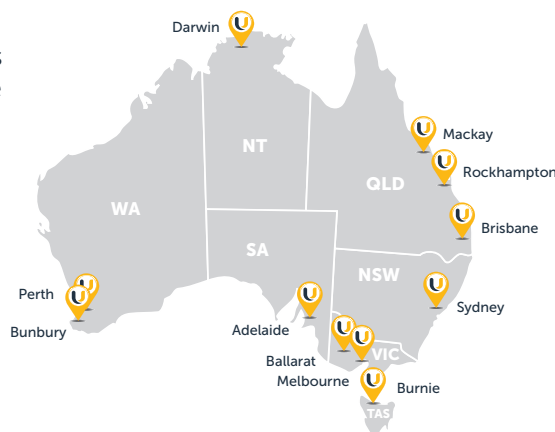 Darwin
Mackay
NT
Rockhampton
QLD
WA
Brisbane
SA
NSW
Perth
Sydney
Bunbury
Adelaide
Ballarat
VIC
Melbourne
Burnie
TAS